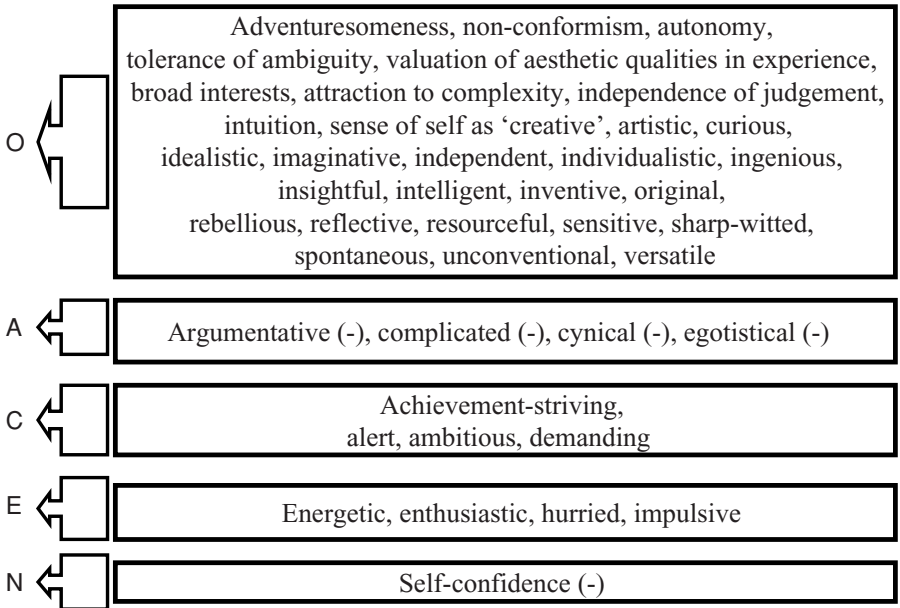 O
Adventuresomeness, non-conformism, autonomy,
tolerance of ambiguity, valuation of aesthetic qualities in experience,
broad interests, attraction to complexity, independence of judgement,
intuition, sense of self as ‘creative’, artistic, curious,
idealistic, imaginative, independent, individualistic, ingenious,
insightful, intelligent, inventive, original,
rebellious, reflective, resourceful, sensitive, sharp-witted,
spontaneous, unconventional, versatile
A
Argumentative (-), complicated (-), cynical (-), egotistical (-)
C
Achievement-striving,
alert, ambitious, demanding
E
Energetic, enthusiastic, hurried, impulsive
N
Self-confidence (-)